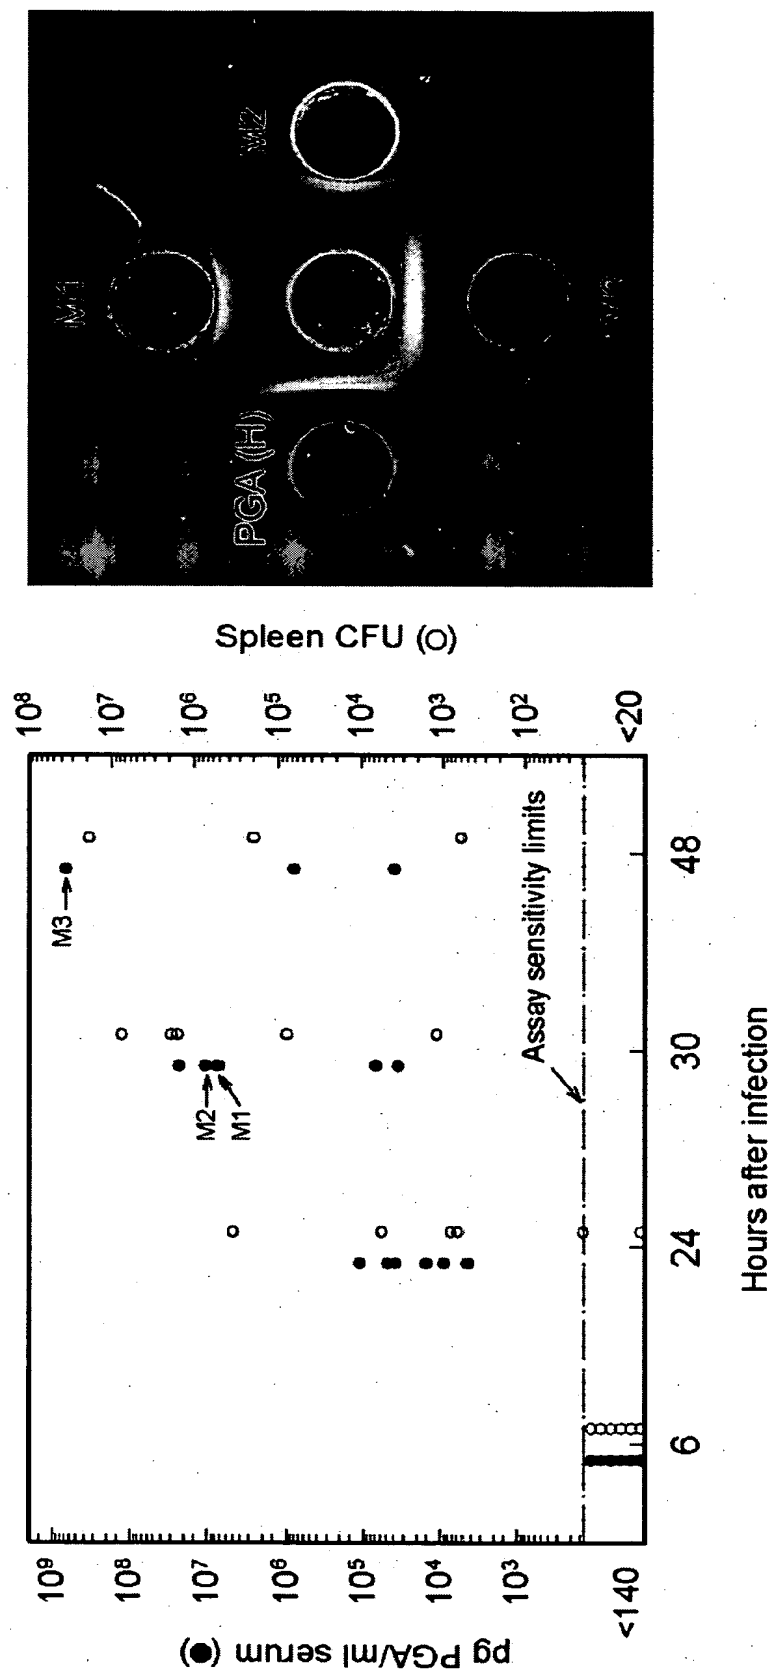 pg PGA/ml serum (●)
10⁹
10⁸
10⁷
10⁶
10⁵
10⁴
10³
<140
M3
M2
M1
Assay sensitivity limits
6
24
30
48
Hours after infection
10⁸
10⁷
10⁶
10⁵
10⁴
10³
10²
<20
Spleen CFU (○)
M1
PGA (H)
M2